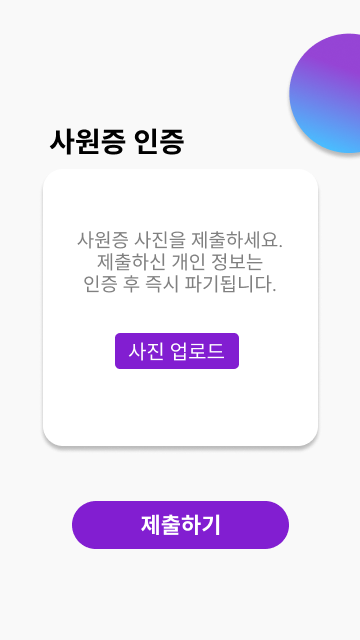 사원증 인증
사원증 사진을 제출하세요.
제출하신 개인 정보는
인증 후 즉시 파기됩니다.
사진 업로드
제출하기